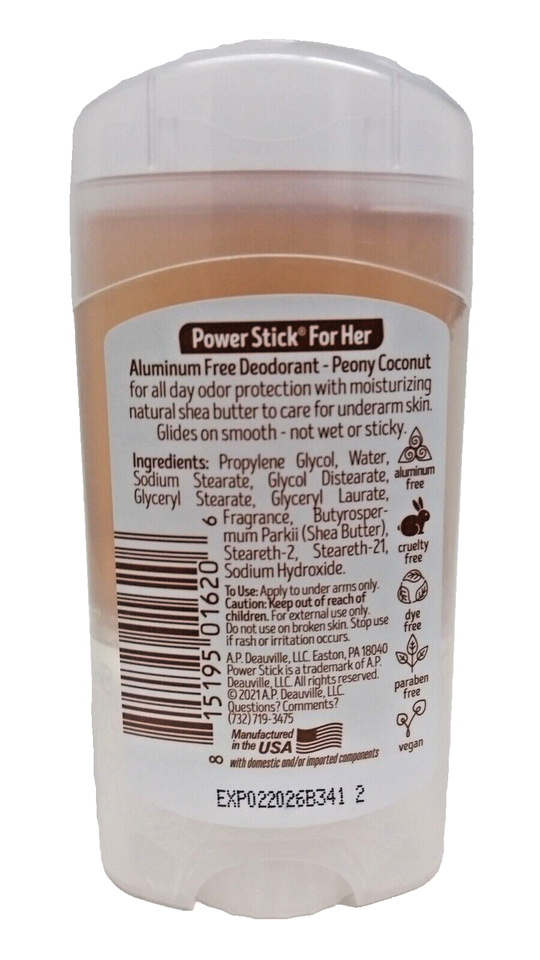 Power Stick® For Her
Aluminum Free Deodorant - Peony Coconut
for all day odor protection with moisturizing
natural shea butter to care for underarm skin.
Glides on smooth - not wet or sticky.
Ingredients: Propylene Glycol, Water,
Sodium Stearate, Glycol Distearate,
Glyceryl Stearate, Glyceryl Laurate,
Fragrance, Butyrosper-
mum Parkii (Shea Butter),
Steareth-2, Steareth-21,
Sodium Hydroxide.
To Use: Apply to under arms only.
Caution: Keep out of reach of
children. For external use only.
Do not use on broken skin. Stop use
if rash or irritation occurs.
A.P. Deauville, LLC. Easton, PA 18040
Power Stick is a trademark of A.P.
Deauville, LLC. All rights reserved.
© 2021 A.P. Deauville, LLC.
Questions? Comments?
(732) 719-3475
Manufactured
in the USA
with domestic and/or imported components
aluminum
free
cruelty
free
dye
free
paraben
free
vegan
8 15195 01620 6
EXP022026B341 2